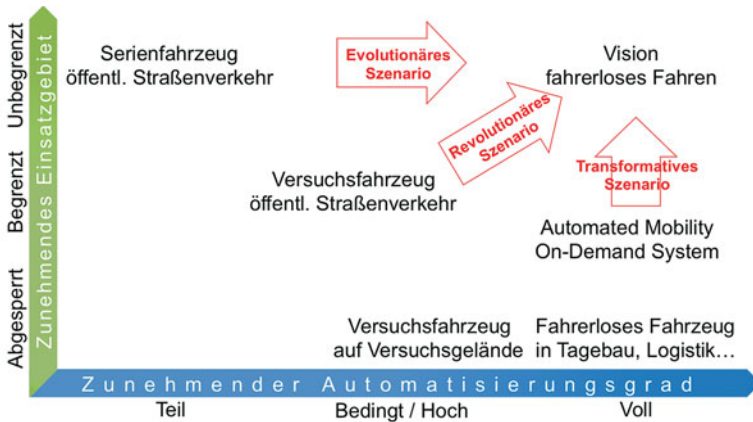 Unbegrenzt
Begrenzt
Abgesperrt
Zunehmendes Einsatzgebiet
Serienfahrzeug
öffentl. Straßenverkehr
Evolutionäres
Szenario
Vision
fahrerloses Fahren
Revolutionäres
Szenario
Versuchsfahrzeug
öffentl. Straßenverkehr
Transformatives
Szenario
Automated Mobility
On-Demand System
Versuchsfahrzeug
auf Versuchsgelände
Fahrerloses Fahrzeug
in Tagebau, Logistik...
Zunehmender Automatisierungsgrad
Teil
Bedingt / Hoch
Voll